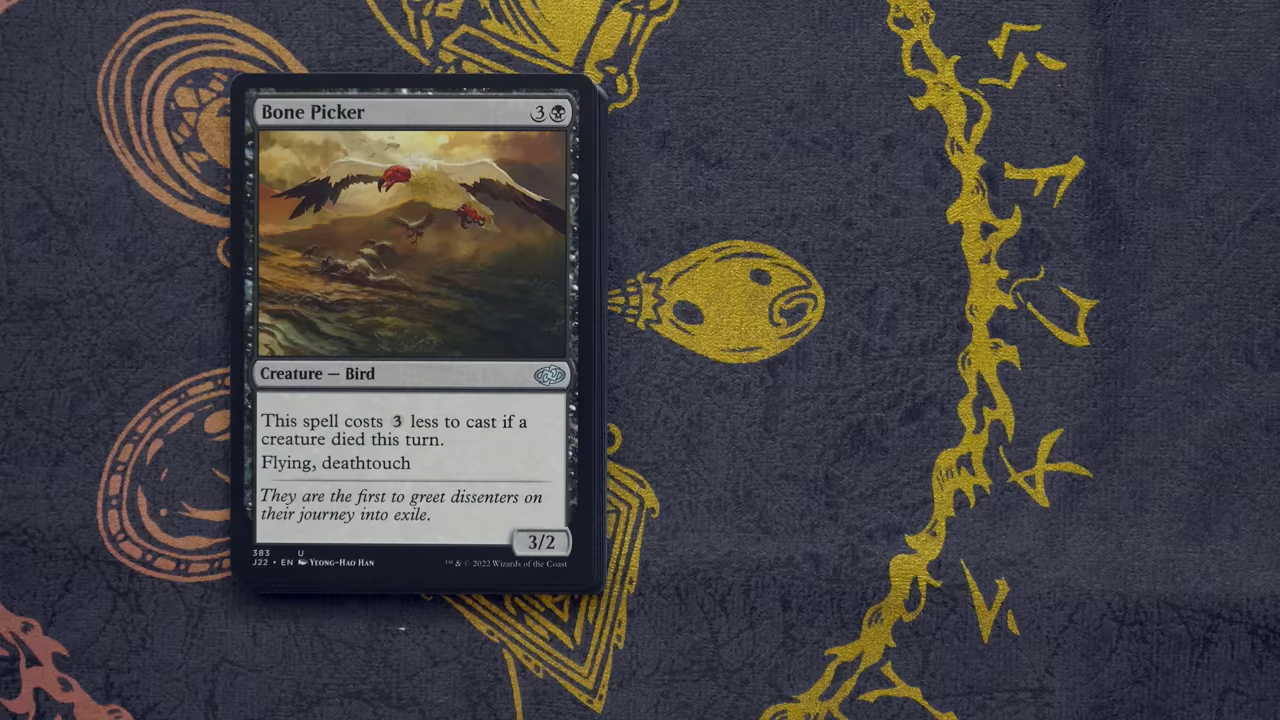 Bone Picker 3
Creature — Bird
This spell costs 3 less to cast if a
creature died this turn.
Flying, deathtouch
They are the first to greet dissenters on
their journey into exile.
3/2
383 U
J22 • EN Yeong-Hao Han ™ & © 2022 Wizards of the Coast